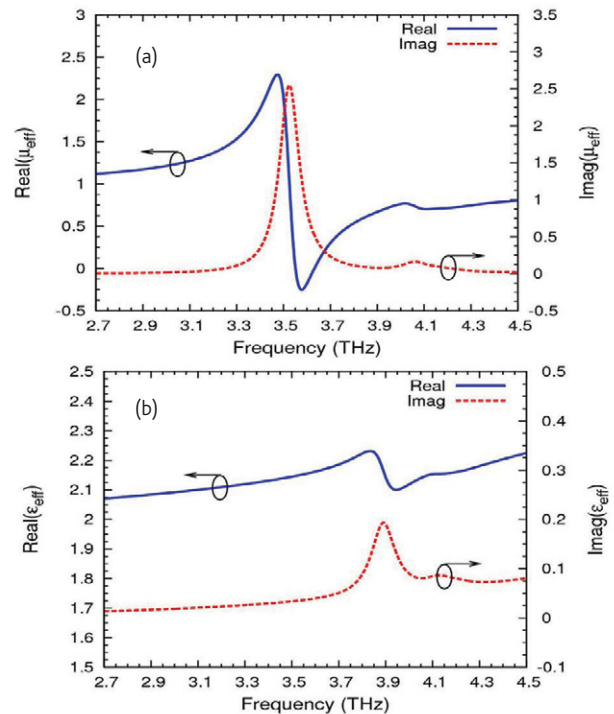 (a)
Real
Imag
Real(μeff)
Imag(μeff)
3
2.5
2
1.5
1
0.5
0
-0.5
3.5
3
2.5
2
1.5
1
0.5
0
-0.5
2.7 2.9 3.1 3.3 3.5 3.7 3.9 4.1 4.3 4.5
Frequency (THz)
(b)
Real
Imag
Real(εeff)
Imag(εeff)
2.5
2.4
2.3
2.2
2.1
2
1.9
1.8
1.7
1.6
1.5
0.5
0.4
0.3
0.2
0.1
0
-0.1
2.7 2.9 3.1 3.3 3.5 3.7 3.9 4.1 4.3 4.5
Frequency (THz)